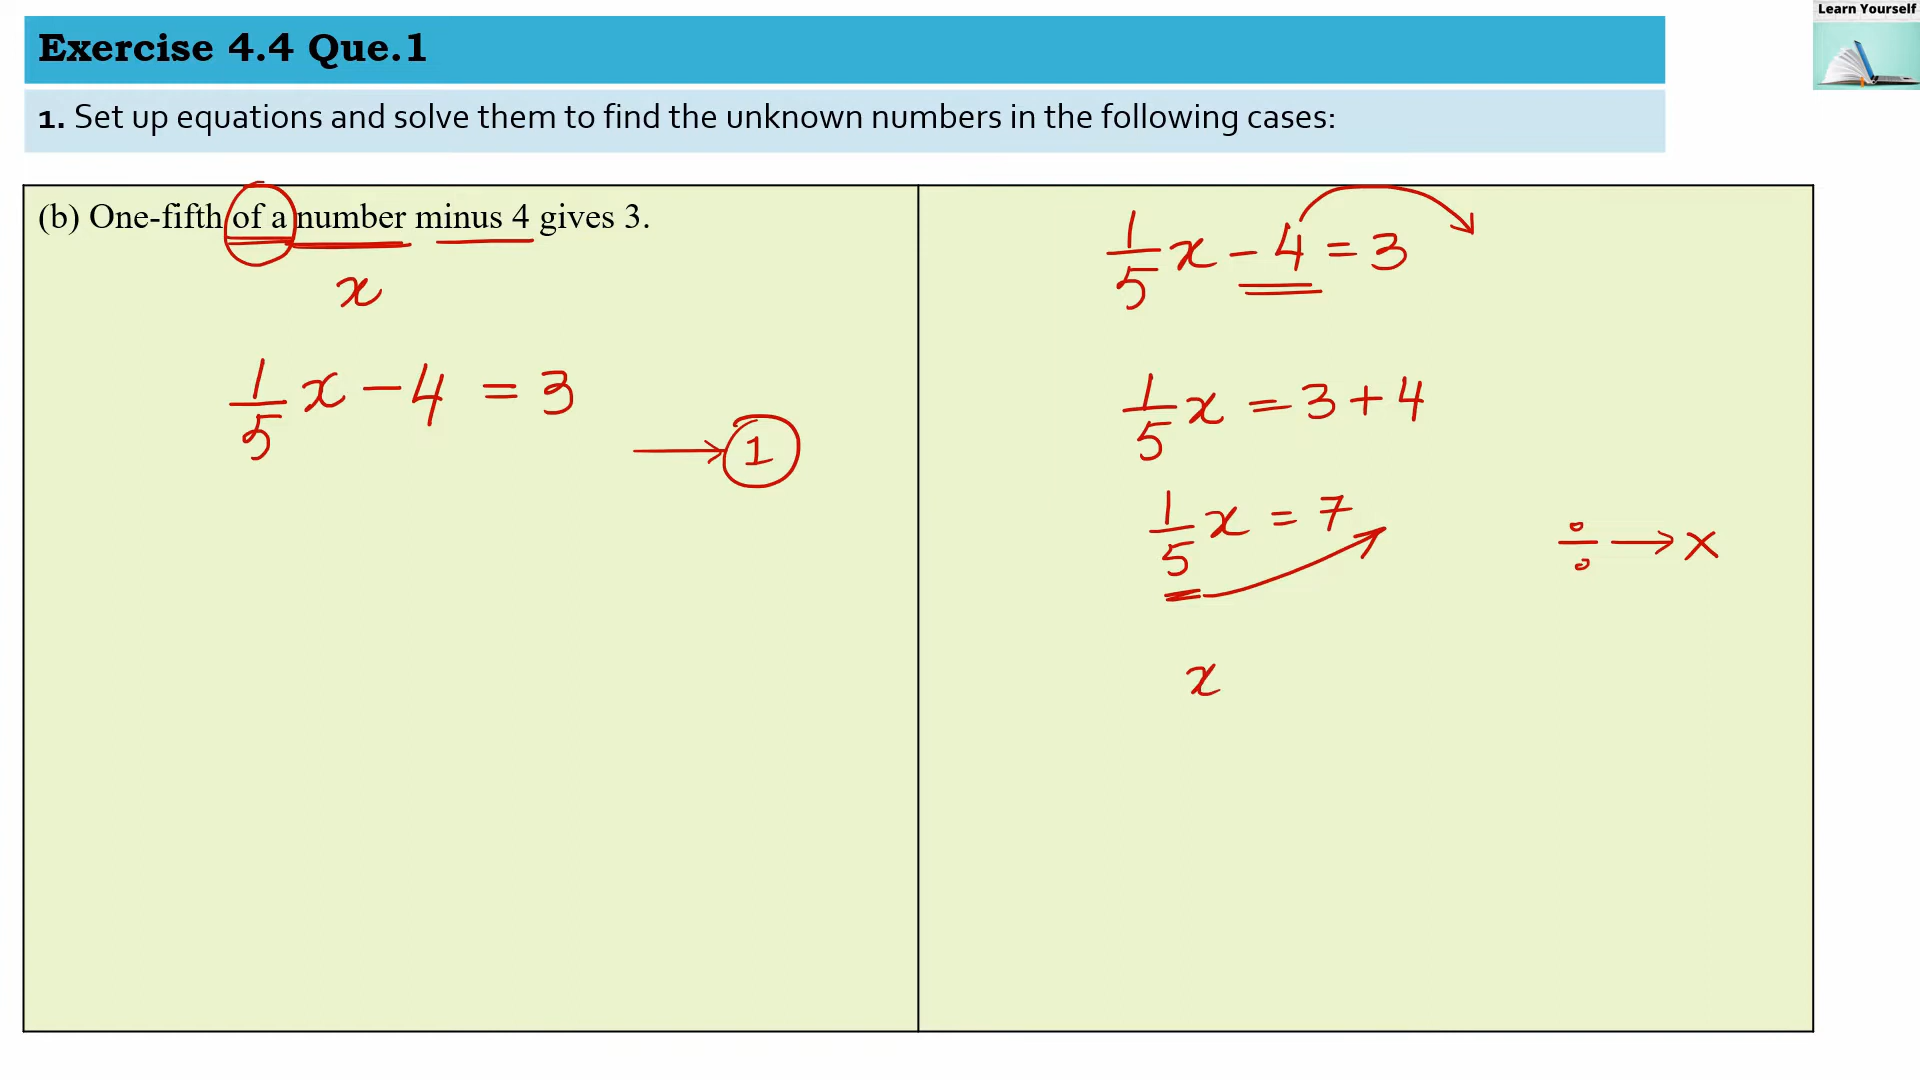 Learn Yourself
Exercise 4.4 Que.1
1. Set up equations and solve them to find the unknown numbers in the following cases:
(b) One-fifth of a number minus 4 gives 3.
x
1/5 x - 4 = 3
→ 1
1/5 x - 4 = 3
1/5 x = 3 + 4
1/5 x = 7
÷ → ×
x